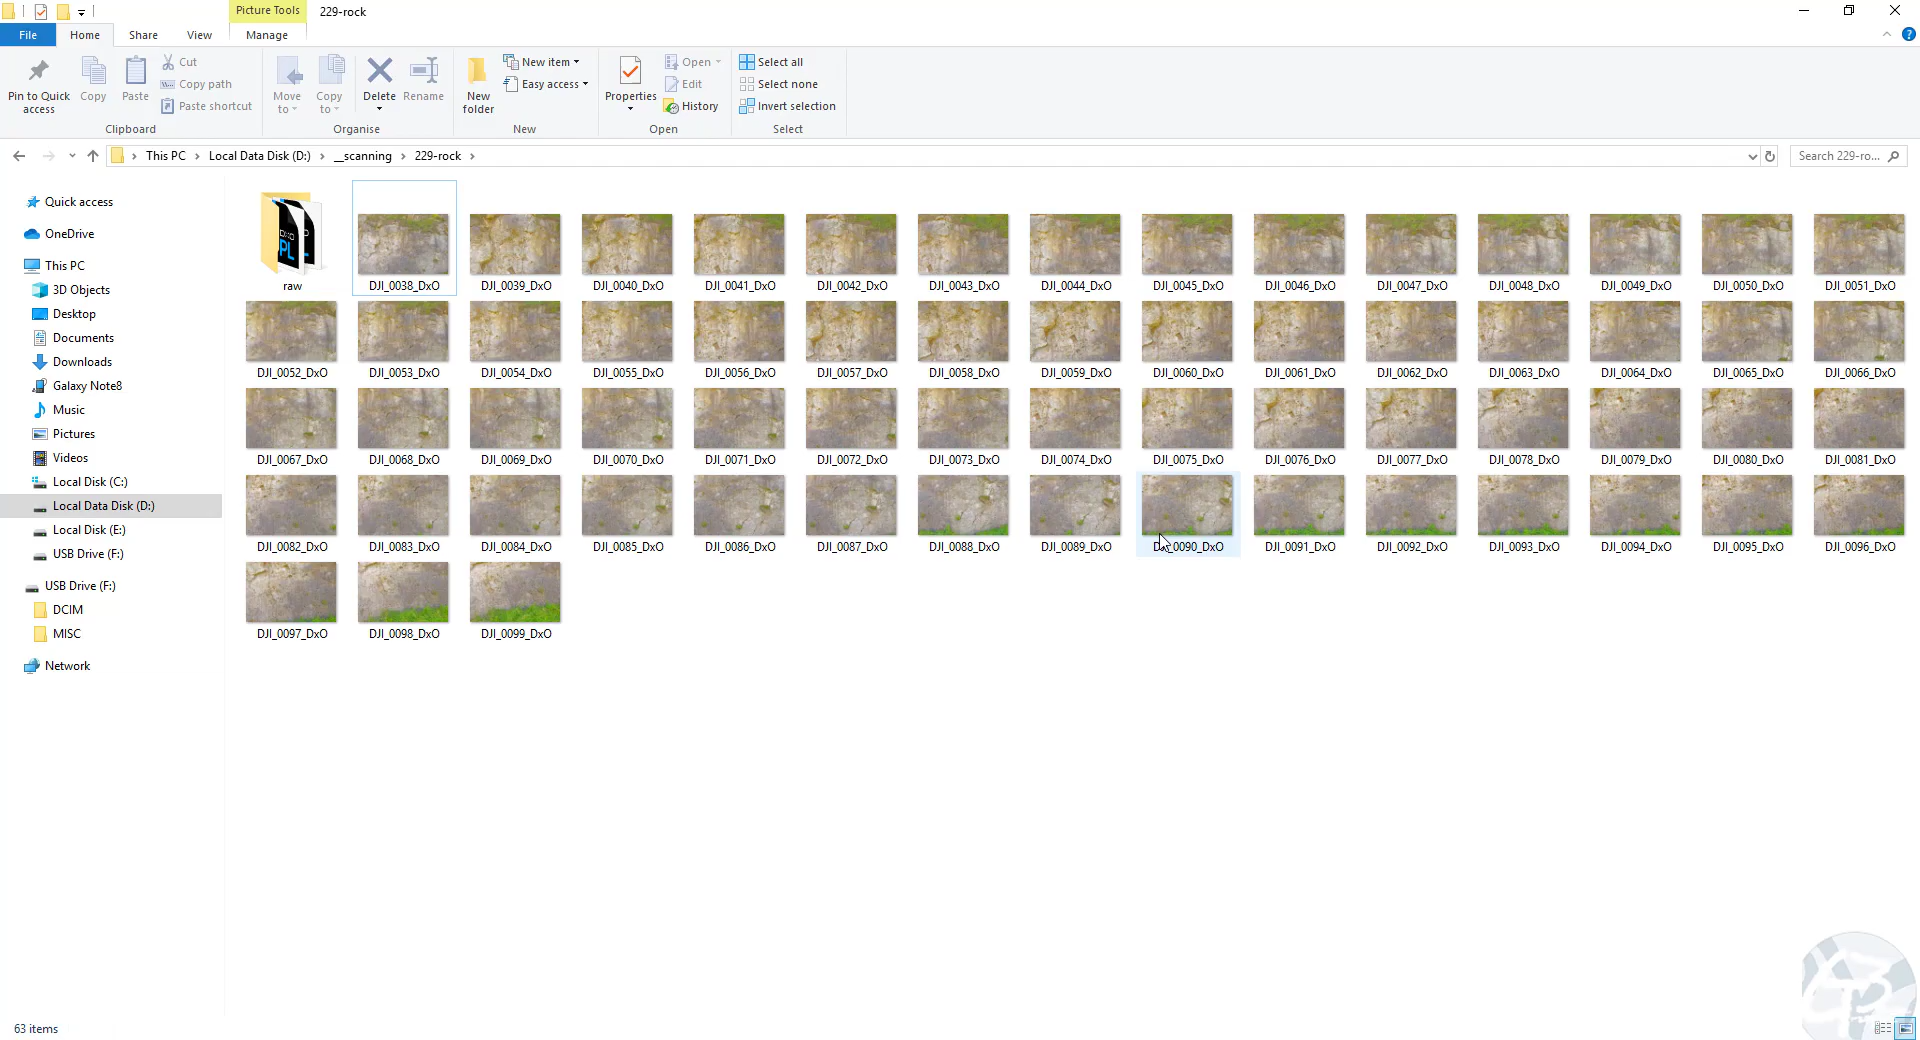 Picture Tools 229-rock
File Home Share View Manage
Pin to Quick access Copy Paste Cut Copy path Paste shortcut
Move to Copy to Delete Rename
New folder New item Easy access
Properties Open Edit History
Select all Select none Invert selection
Clipboard Organise New Open Select
This PC Local Data Disk (D:) __scanning 229-rock Search 229-ro...
Quick access
OneDrive
This PC
3D Objects
Desktop
Documents
Downloads
Galaxy Note8
Music
Pictures
Videos
Local Disk (C:)
Local Data Disk (D:)
Local Disk (E:)
USB Drive (F:)
USB Drive (F:)
DCIM
MISC
Network
raw DJI_0038_DxO DJI_0039_DxO DJI_0040_DxO DJI_0041_DxO DJI_0042_DxO DJI_0043_DxO DJI_0044_DxO DJI_0045_DxO DJI_0046_DxO DJI_0047_DxO DJI_0048_DxO DJI_0049_DxO DJI_0050_DxO DJI_0051_DxO
DJI_0052_DxO DJI_0053_DxO DJI_0054_DxO DJI_0055_DxO DJI_0056_DxO DJI_0057_DxO DJI_0058_DxO DJI_0059_DxO DJI_0060_DxO DJI_0061_DxO DJI_0062_DxO DJI_0063_DxO DJI_0064_DxO DJI_0065_DxO DJI_0066_DxO
DJI_0067_DxO DJI_0068_DxO DJI_0069_DxO DJI_0070_DxO DJI_0071_DxO DJI_0072_DxO DJI_0073_DxO DJI_0074_DxO DJI_0075_DxO DJI_0076_DxO DJI_0077_DxO DJI_0078_DxO DJI_0079_DxO DJI_0080_DxO DJI_0081_DxO
DJI_0082_DxO DJI_0083_DxO DJI_0084_DxO DJI_0085_DxO DJI_0086_DxO DJI_0087_DxO DJI_0088_DxO DJI_0089_DxO DJI_0090_DxO DJI_0091_DxO DJI_0092_DxO DJI_0093_DxO DJI_0094_DxO DJI_0095_DxO DJI_0096_DxO
DJI_0097_DxO DJI_0098_DxO DJI_0099_DxO
63 items